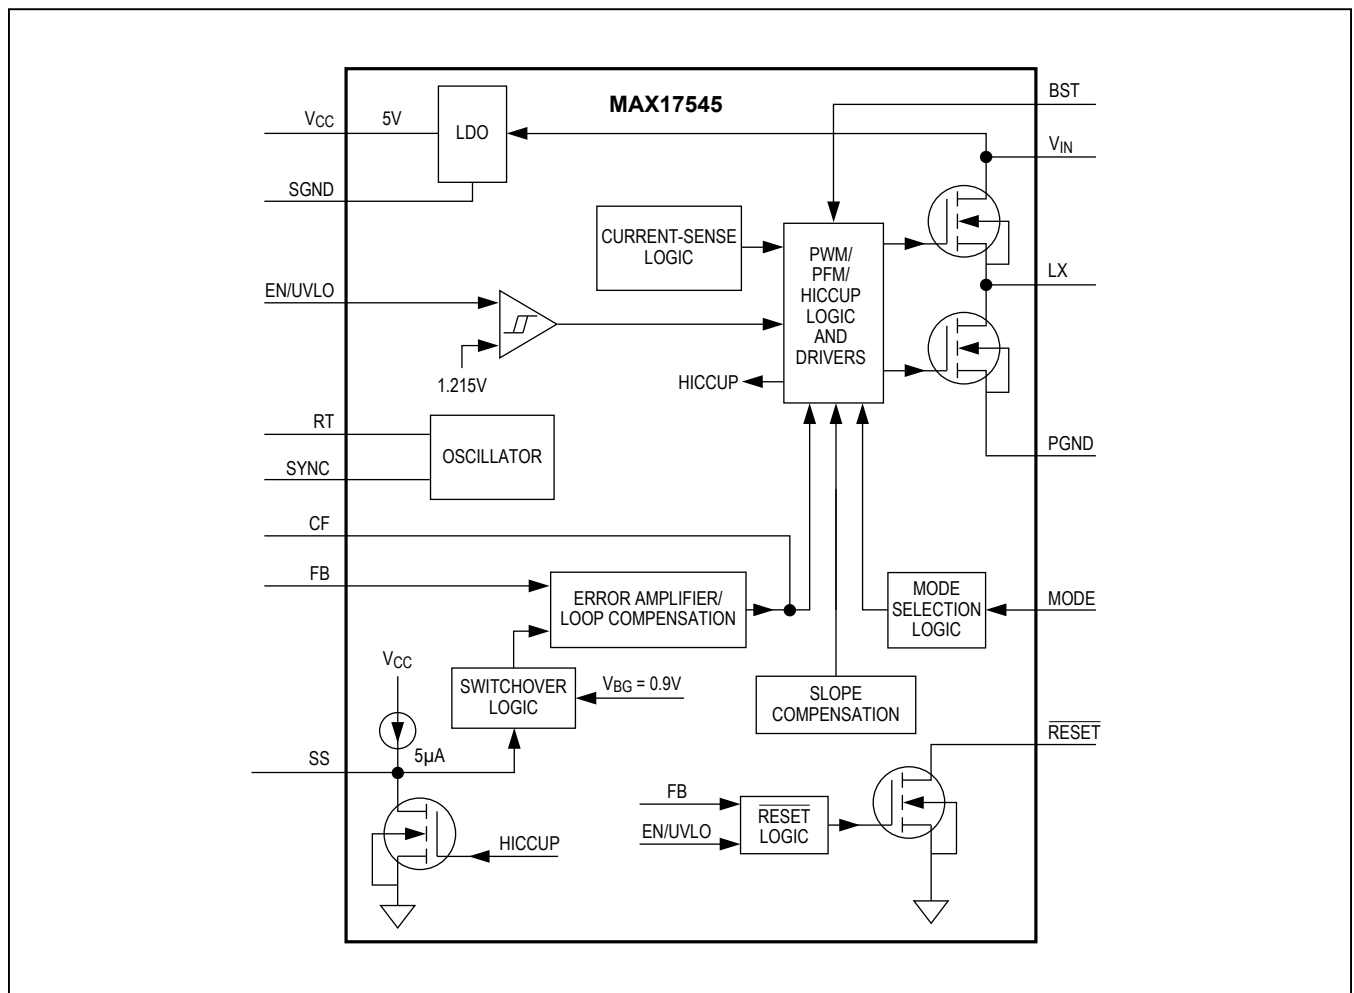 MAX17545
BST
VCC
5V
LDO
VIN
SGND
CURRENT-SENSE
LOGIC
PWM/
PFM/
HICCUP
LOGIC
AND
DRIVERS
LX
EN/UVLO
1.215V
HICCUP
RT
SYNC
OSCILLATOR
PGND
CF
FB
ERROR AMPLIFIER/
LOOP COMPENSATION
MODE
SELECTION
LOGIC
MODE
VCC
SWITCHOVER
LOGIC
VBG = 0.9V
SLOPE
COMPENSATION
5µA
SS
RESET
FB
EN/UVLO
RESET
LOGIC
HICCUP